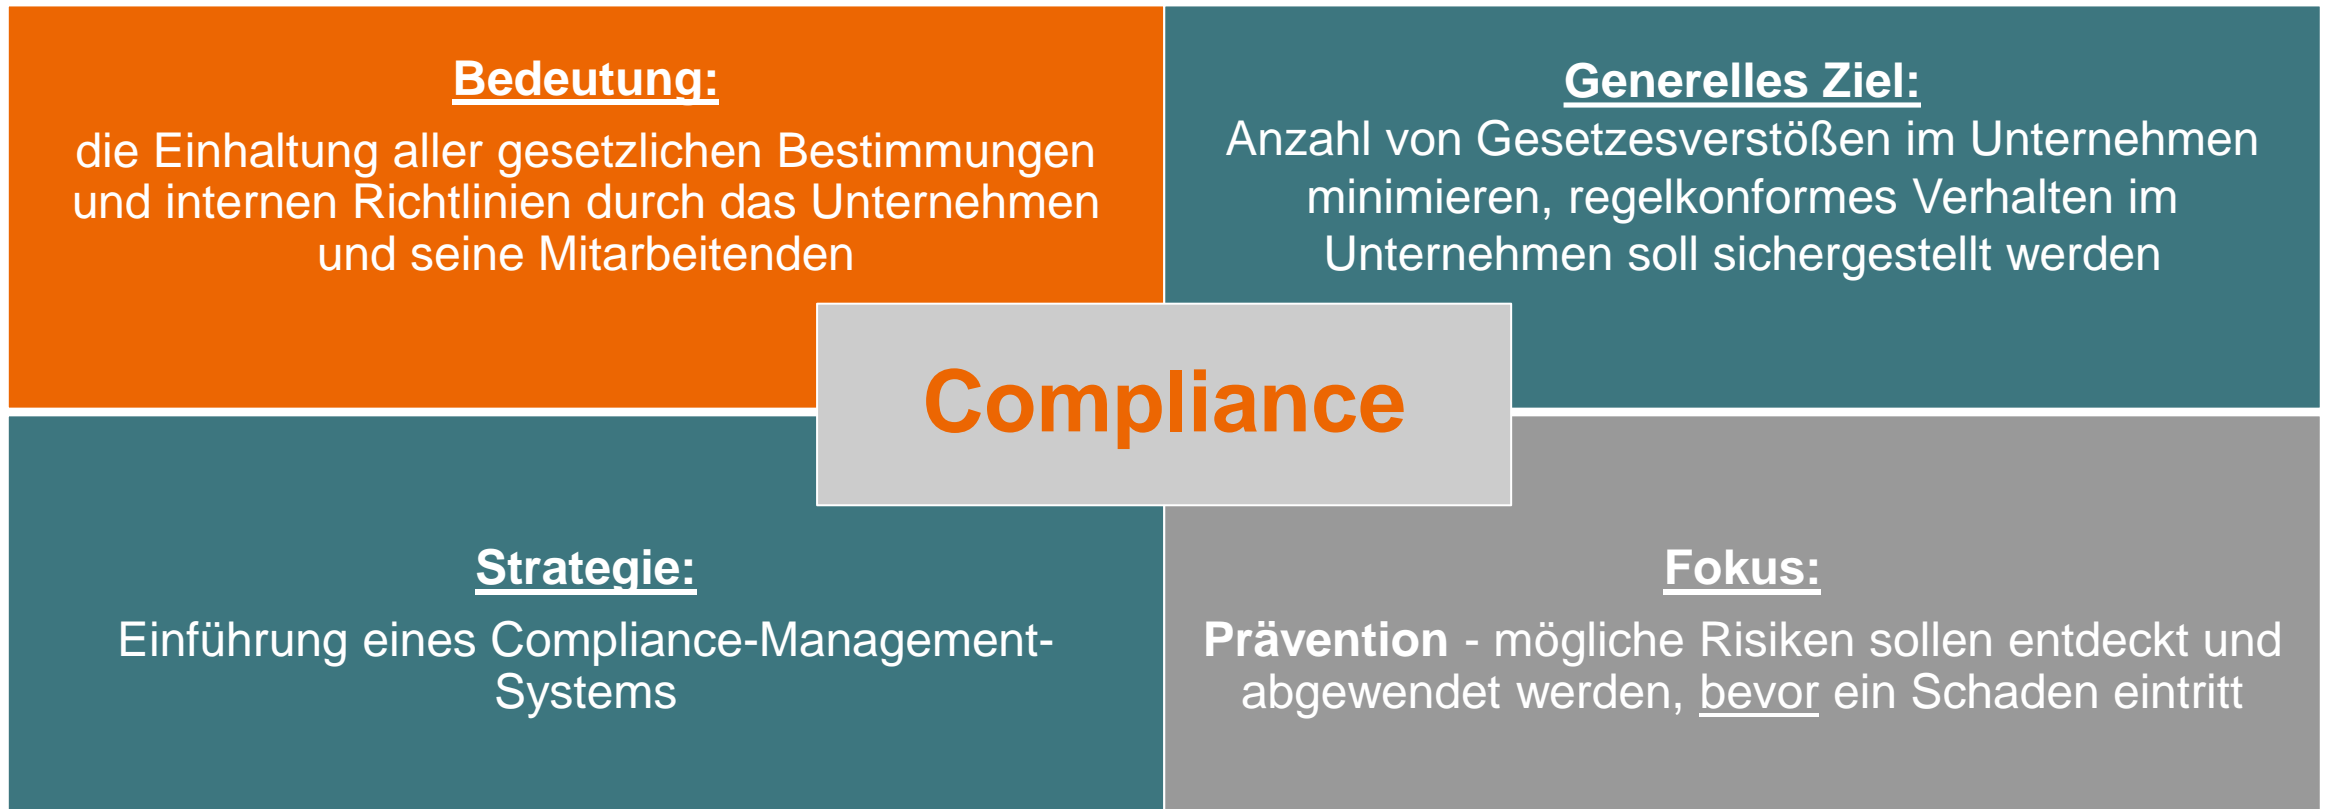 Bedeutung:
die Einhaltung aller gesetzlichen Bestimmungen
und internen Richtlinien durch das Unternehmen
und seine Mitarbeitenden
Generelles Ziel:
Anzahl von Gesetzesverstößen im Unternehmen
minimieren, regelkonformes Verhalten im
Unternehmen soll sichergestellt werden
Compliance
Strategie:
Einführung eines Compliance-Management-
Systems
Fokus:
Prävention - mögliche Risiken sollen entdeckt und
abgewendet werden, bevor ein Schaden eintritt